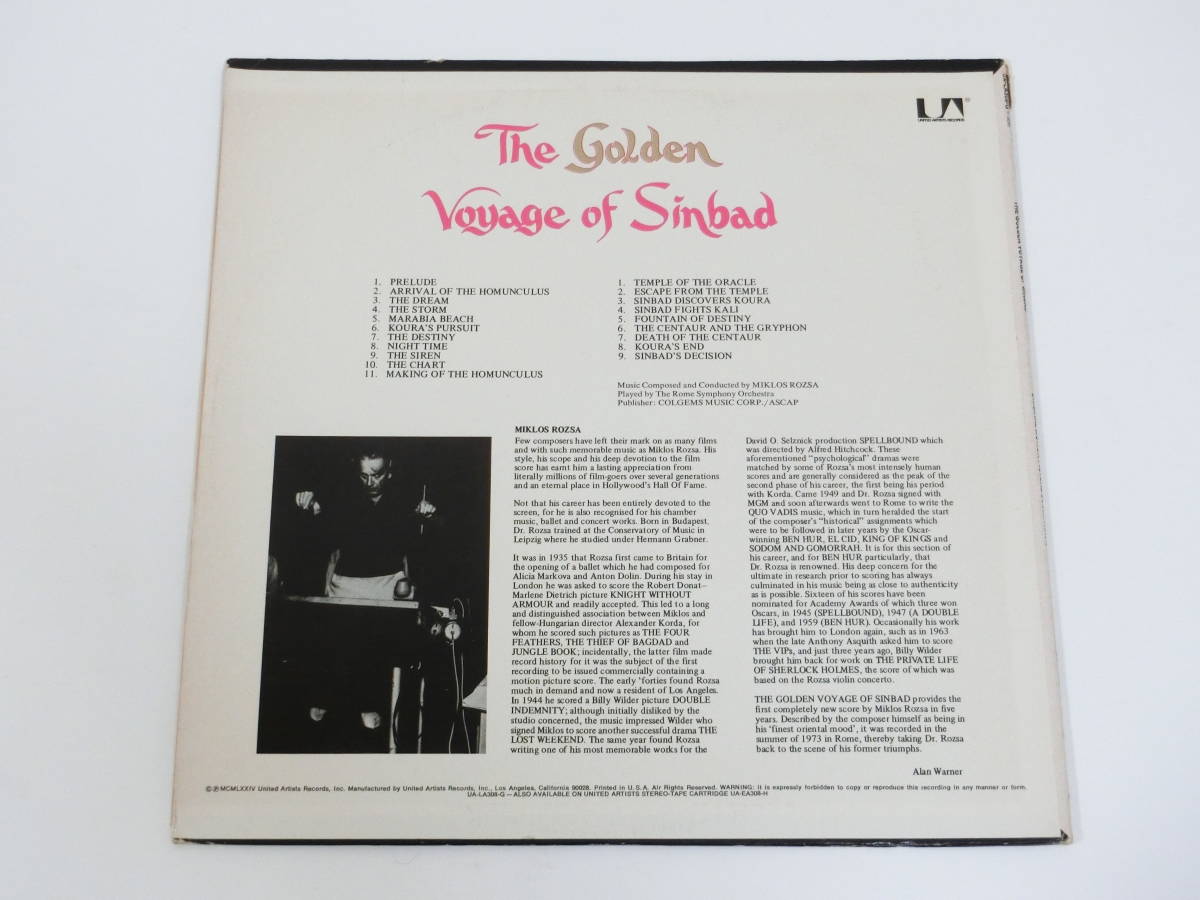 UA®
UNITED ARTISTS RECORDS
The Golden
Voyage of Sinbad
1. PRELUDE
2. ARRIVAL OF THE HOMUNCULUS
3. THE DREAM
4. THE STORM
5. MARABIA BEACH
6. KOURA'S PURSUIT
7. THE DESTINY
8. NIGHT TIME
9. THE SIREN
10. THE CHART
11. MAKING OF THE HOMUNCULUS
1. TEMPLE OF THE ORACLE
2. ESCAPE FROM THE TEMPLE
3. SINBAD DISCOVERS KOURA
4. SINBAD FIGHTS KALI
5. FOUNTAIN OF DESTINY
6. THE CENTAUR AND THE GRYPHON
7. DEATH OF THE CENTAUR
8. KOURA'S END
9. SINBAD'S DECISION
Music Composed and Conducted by MIKLOS ROZSA
Played by The Rome Symphony Orchestra
Publisher: COLGEMS MUSIC CORP./ASCAP
MIKLOS ROZSA
Few composers have left their mark on as many films
and with such memorable music as Miklos Rozsa. His
style, his scope and his deep devotion to the film
score has earnt him a lasting appreciation from
literally millions of film-goers over several generations
and an eternal place in Hollywood's Hall Of Fame.
Not that his career has been entirely devoted to the
screen, for he is also recognised for his chamber
music, ballet and concert works. Born in Budapest,
Dr. Rozsa trained at the Conservatory of Music in
Leipzig where he studied under Hermann Grabner.
It was in 1935 that Rozsa first came to Britain for
the opening of a ballet which he had composed for
Alicia Markova and Anton Dolin. During his stay in
London he was asked to score the Robert Donat–
Marlene Dietrich picture KNIGHT WITHOUT
ARMOUR and readily accepted. This led to a long
and distinguished association between Miklos and
fellow-Hungarian director Alexander Korda, for
whom he scored such pictures as THE FOUR
FEATHERS, THE THIEF OF BAGDAD and
JUNGLE BOOK; incidentally, the latter film made
record history for it was the subject of the first
recording to be issued commercially containing a
motion picture score. The early 'forties found Rozsa
much in demand and now a resident of Los Angeles.
In 1944 he scored a Billy Wilder picture DOUBLE
INDEMNITY; although initially disliked by the
studio concerned, the music impressed Wilder who
signed Miklos to score another successful drama THE
LOST WEEKEND. The same year found Rozsa
writing one of his most memorable works for the
David O. Selznick production SPELLBOUND which
was directed by Alfred Hitchcock. These
aforementioned "psychological" dramas were
matched by some of Rozsa's most intensely human
scores and are generally considered as the peak of the
second phase of his career, the first being his period
with Korda. Came 1949 and Dr. Rozsa signed with
MGM and soon afterwards went to Rome to write the
QUO VADIS music, which in turn heralded the start
of the composer's "historical" assignments which
were to be followed in later years by the Oscar-
winning BEN HUR, EL CID, KING OF KINGS and
SODOM AND GOMORRAH. It is for this section of
his career, and for BEN HUR particularly, that
Dr. Rozsa is renowned. His deep concern for the
ultimate in research prior to scoring has always
culminated in his music being as close to authenticity
as is possible. Sixteen of his scores have been
nominated for Academy Awards of which three won
Oscars, in 1945 (SPELLBOUND), 1947 (A DOUBLE
LIFE), and 1959 (BEN HUR). Occasionally his work
has brought him to London again, such as in 1963
when the late Anthony Asquith asked him to score
THE VIPs, and just three years ago, Billy Wilder
brought him back for work on THE PRIVATE LIFE
OF SHERLOCK HOLMES, the score of which was
based on the Rozsa violin concerto.
THE GOLDEN VOYAGE OF SINBAD provides the
first completely new score by Miklos Rozsa in five
years. Described by the composer himself as being in
his 'finest oriental mood', it was recorded in the
summer of 1973 in Rome, thereby taking Dr. Rozsa
back to the scene of his former triumphs.
Alan Warner
©℗MCMLXXIV United Artists Records, Inc. Manufactured by United Artists Records, Inc., Los Angeles, California 90028. Printed in U.S.A. All Rights Reserved. WARNING: It is expressly forbidden to copy or reproduce this recording in any manner or form.
UA-LA308-G – ALSO AVAILABLE ON UNITED ARTISTS STEREO-TAPE CARTRIDGE UA-EA308-H